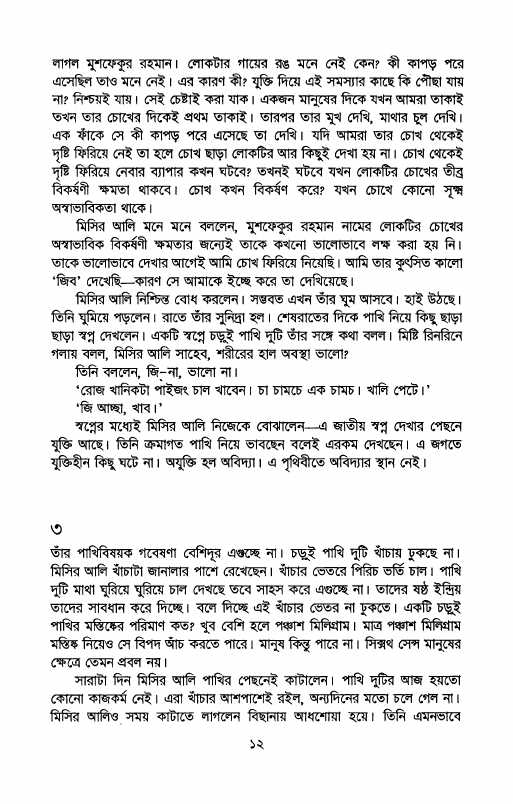 লাগল মুশফেকুর রহমান। লোকটার গায়ের রঙ মনে নেই কেন? কী কাপড় পরে
এসেছিল তাও মনে নেই। এর কারণ কী? যুক্তি দিয়ে এই সমস্যার কাছে কি পৌছা যায়
না? নিশ্চয়ই যায়। সেই চেষ্টাই করা যাক। একজন মানুষের দিকে যখন আমরা তাকাই
তখন তার চোখের দিকেই প্রথম তাকাই। তারপর তার মুখ দেখি, মাথার চুল দেখি।
এক ফাঁকে সে কী কাপড় পরে এসেছে তা দেখি। যদি আমরা তার চোখ থেকেই
দৃষ্টি ফিরিয়ে নেই তা হলে চোখ ছাড়া লোকটির আর কিছুই দেখা হয় না। চোখ থেকেই
দৃষ্টি ফিরিয়ে নেবার ব্যাপার কখন ঘটবে? তখনই ঘটবে যখন লোকটির চোখের তীব্র
বিকর্ষণী ক্ষমতা থাকবে। চোখ কখন বিকর্ষণ করে? যখন চোখে কোনো সূক্ষ্ম
অস্বাভাবিকতা থাকে।
মিসির আলি মনে মনে বললেন, মুশফেকুর রহমান নামের লোকটির চোখের
অস্বাভাবিক বিকর্ষণী ক্ষমতার জন্যেই তাকে কখনো ভালোভাবে লক্ষ করা হয় নি।
তাকে ভালোভাবে দেখার আগেই আমি চোখ ফিরিয়ে নিয়েছি। আমি তার কুৎসিত কালো
‘জিব’ দেখেছি—কারণ সে আমাকে ইচ্ছে করে তা দেখিয়েছে।
মিসির আলি নিশ্চিন্ত বোধ করলেন। সম্ভবত এখন তাঁর ঘুম আসবে। হাই উঠছে।
তিনি ঘুমিয়ে পড়লেন। রাতে তাঁর সুনিদ্রা হল। শেষরাতের দিকে পাখি নিয়ে কিছু ছাড়া
ছাড়া স্বপ্ন দেখলেন। একটি স্বপ্নে চড়ুই পাখি দুটি তাঁর সঙ্গে কথা বলল। মিষ্টি রিনরিনে
গলায় বলল, মিসির আলি সাহেব, শরীরের হাল অবস্থা ভালো?
তিনি বললেন, জি-না, ভালো না।
‘রোজ খানিকটা পাইজং চাল খাবেন। চা চামচে এক চামচ। খালি পেটে।’
‘জি আচ্ছা, খাব।’
স্বপ্নের মধ্যেই মিসির আলি নিজেকে বোঝালেন—এ জাতীয় স্বপ্ন দেখার পেছনে
যুক্তি আছে। তিনি ক্রমাগত পাখি নিয়ে ভাবছেন বলেই এরকম দেখছেন। এ জগতে
যুক্তিহীন কিছু ঘটে না। অযুক্তি হল অবিদ্যা। এ পৃথিবীতে অবিদ্যার স্থান নেই।
৩
তাঁর পাখিবিষয়ক গবেষণা বেশিদূর এগুচ্ছে না। চড়ুই পাখি দুটি খাঁচায় ঢুকছে না।
মিসির আলি খাঁচাটা জানালার পাশে রেখেছেন। খাঁচার ভেতরে পিরিচ ভর্তি চাল। পাখি
দুটি মাথা ঘুরিয়ে ঘুরিয়ে চাল দেখছে তবে সাহস করে এগুচ্ছে না। তাদের ষষ্ঠ ইন্দ্রিয়
তাদের সাবধান করে দিচ্ছে। বলে দিচ্ছে এই খাঁচার ভেতর না ঢুকতে। একটি চড়ুই
পাখির মস্তিষ্কের পরিমাণ কত? খুব বেশি হলে পঞ্চাশ মিলিগ্রাম। মাত্র পঞ্চাশ মিলিগ্রাম
মস্তিষ্ক নিয়েও সে বিপদ আঁচ করতে পারে। মানুষ কিন্তু পারে না। সিক্সথ সেন্স মানুষের
ক্ষেত্রে তেমন প্রবল নয়।
সারাটা দিন মিসির আলি পাখির পেছনেই কাটালেন। পাখি দুটির আজ হয়তো
কোনো কাজকর্ম নেই। এরা খাঁচার আশপাশেই রইল, অন্যদিনের মতো চলে গেল না।
মিসির আলিও সময় কাটাতে লাগলেন বিছানায় আধশোয়া হয়ে। তিনি এমনভাবে
১২